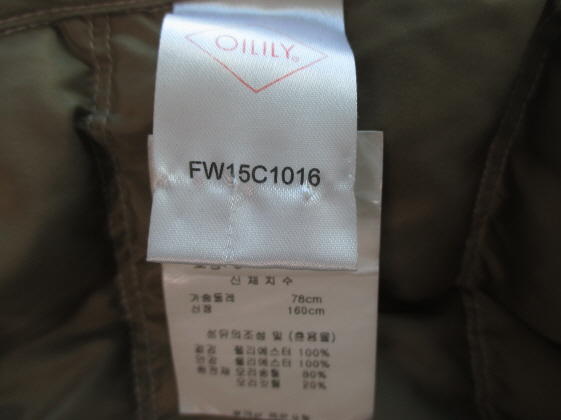 OILILY®
FW15C1016
신체치수
가슴둘레 78cm
신장 160cm
섬유의조성 및 (혼용률)
겉감 폴리에스터 100%
안감 폴리에스터 100%
충전재 오리솜털 80%
오리깃털 20%